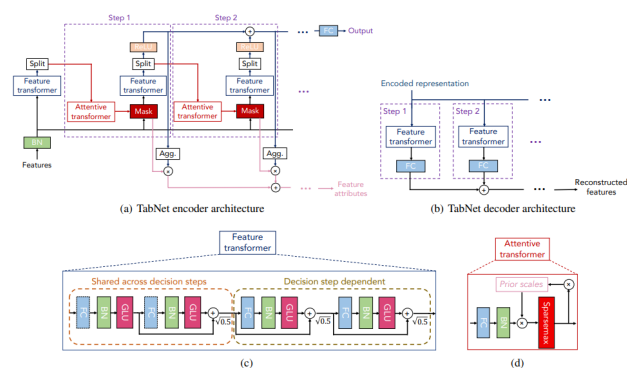 Step 1
Step 2
ReLU
ReLU
FC
Output
Split
Split
Split
Feature
transformer
Feature
transformer
Feature
transformer
Attentive
transformer
Mask
Attentive
transformer
Mask
BN
Features
Agg.
Agg.
Feature
attributes
(a) TabNet encoder architecture
Encoded representation
Step 1
Step 2
Feature
transformer
Feature
transformer
FC
FC
Reconstructed
features
(b) TabNet decoder architecture
Feature
transformer
Shared across decision steps
Decision step dependent
FC
BN
GLU
FC
BN
GLU
√0.5
FC
BN
GLU
√0.5
FC
BN
GLU
√0.5
(c)
Attentive
transformer
Prior scales
FC
BN
Sparsemax
(d)